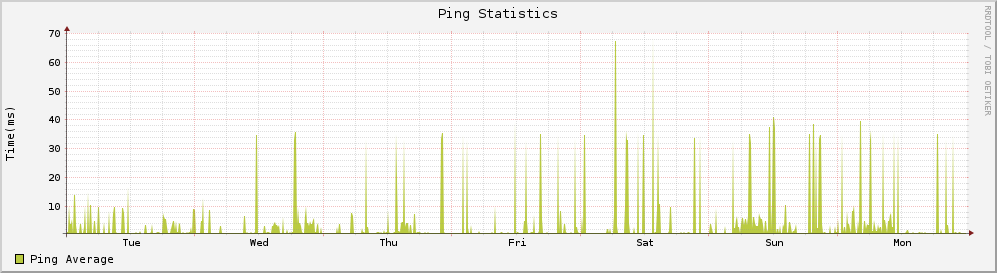 Ping Statistics
RRDTOOL / TOBI OETIKER
Time(ms)
70
60
50
40
30
20
10
Tue Wed Thu Fri Sat Sun Mon
Ping Average